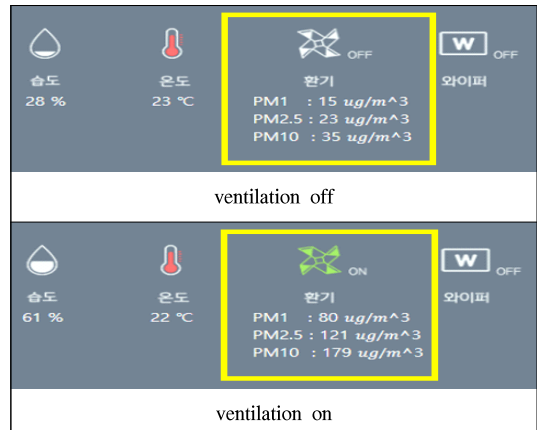 OFF
W OFF
습도 온도 환기 와이퍼
28 % 23 ℃ PM1 : 15 ug/m^3
PM2.5 : 23 ug/m^3
PM10 : 35 ug/m^3
ventilation off
ON
W OFF
습도 온도 환기 와이퍼
61 % 22 ℃ PM1 : 80 ug/m^3
PM2.5 : 121 ug/m^3
PM10 : 179 ug/m^3
ventilation on